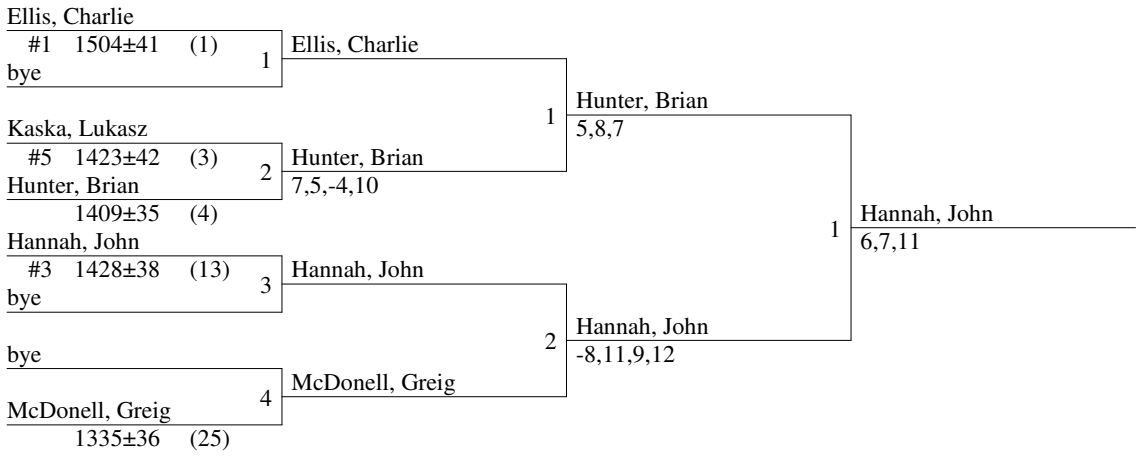 Ellis, Charlie
#1 1504±41 (1)
bye
1
Ellis, Charlie
Kaska, Lukasz
#5 1423±42 (3)
Hunter, Brian
1409±35 (4)
2
Hunter, Brian
7,5,-4,10
1
Hunter, Brian
5,8,7
Hannah, John
#3 1428±38 (13)
bye
3
Hannah, John
bye
McDonell, Greig
1335±36 (25)
4
McDonell, Greig
2
Hannah, John
-8,11,9,12
1
Hannah, John
6,7,11